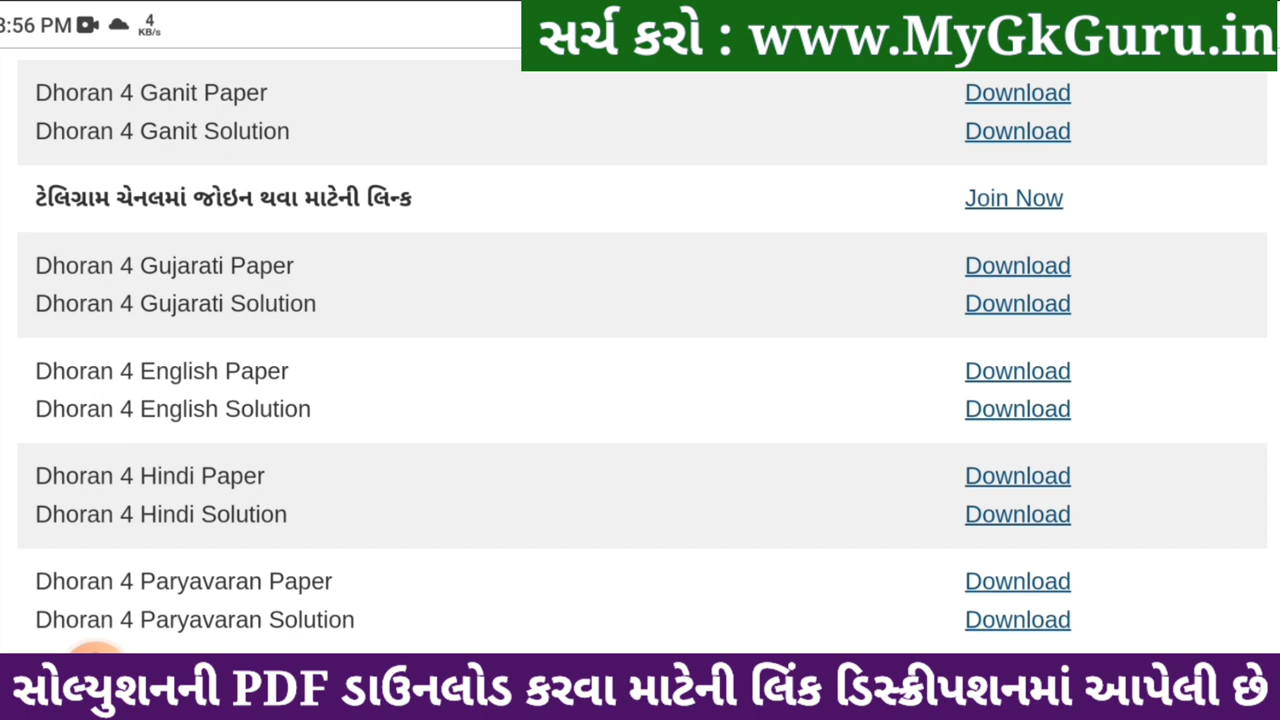 3:56 PM 4 KB/s
સર્ચ કરો : www.MyGkGuru.in
Dhoran 4 Ganit Paper Download
Dhoran 4 Ganit Solution Download
ટેલિગ્રામ ચેનલમાં જોઇન થવા માટેની લિન્ક Join Now
Dhoran 4 Gujarati Paper Download
Dhoran 4 Gujarati Solution Download
Dhoran 4 English Paper Download
Dhoran 4 English Solution Download
Dhoran 4 Hindi Paper Download
Dhoran 4 Hindi Solution Download
Dhoran 4 Paryavaran Paper Download
Dhoran 4 Paryavaran Solution Download
સોલ્યુશનની PDF ડાઉનલોડ કરવા માટેની લિંક ડિસ્ક્રીપશનમાં આપેલી છે